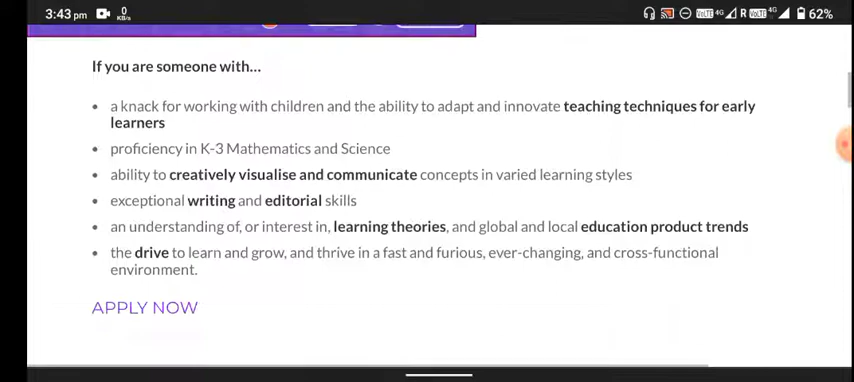 3:43 pm 0 KB/s VoLTE 4G R VoLTE 4G 62%
If you are someone with...
• a knack for working with children and the ability to adapt and innovate teaching techniques for early
learners
• proficiency in K-3 Mathematics and Science
• ability to creatively visualise and communicate concepts in varied learning styles
• exceptional writing and editorial skills
• an understanding of, or interest in, learning theories, and global and local education product trends
• the drive to learn and grow, and thrive in a fast and furious, ever-changing, and cross-functional
environment.
APPLY NOW